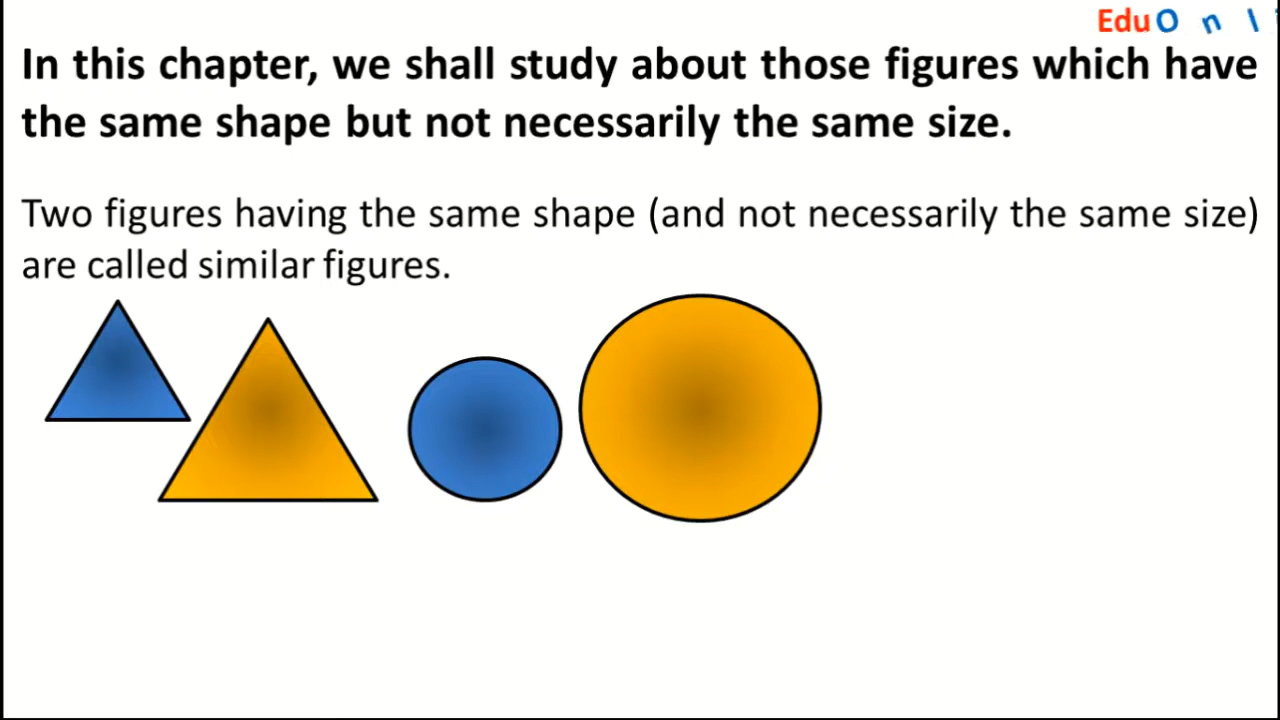 EduOnl
In this chapter, we shall study about those figures which have
the same shape but not necessarily the same size.
Two figures having the same shape (and not necessarily the same size)
are called similar figures.